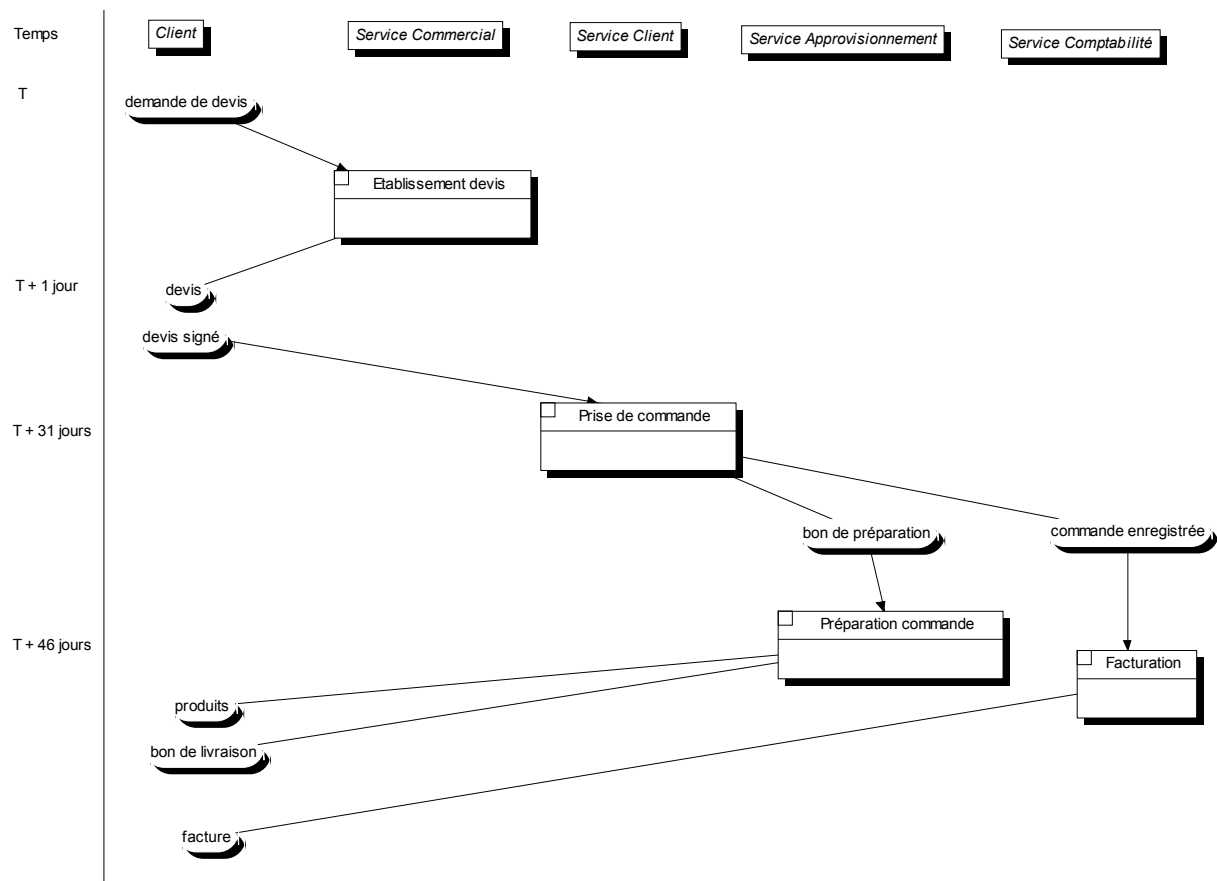 Temps
Client
Service Commercial
Service Client
Service Approvisionnement
Service Comptabilité
T
demande de devis
Etablissement devis
T + 1 jour
devis
devis signé
T + 31 jours
Prise de commande
bon de préparation
commande enregistrée
T + 46 jours
Préparation commande
Facturation
produits
bon de livraison
facture